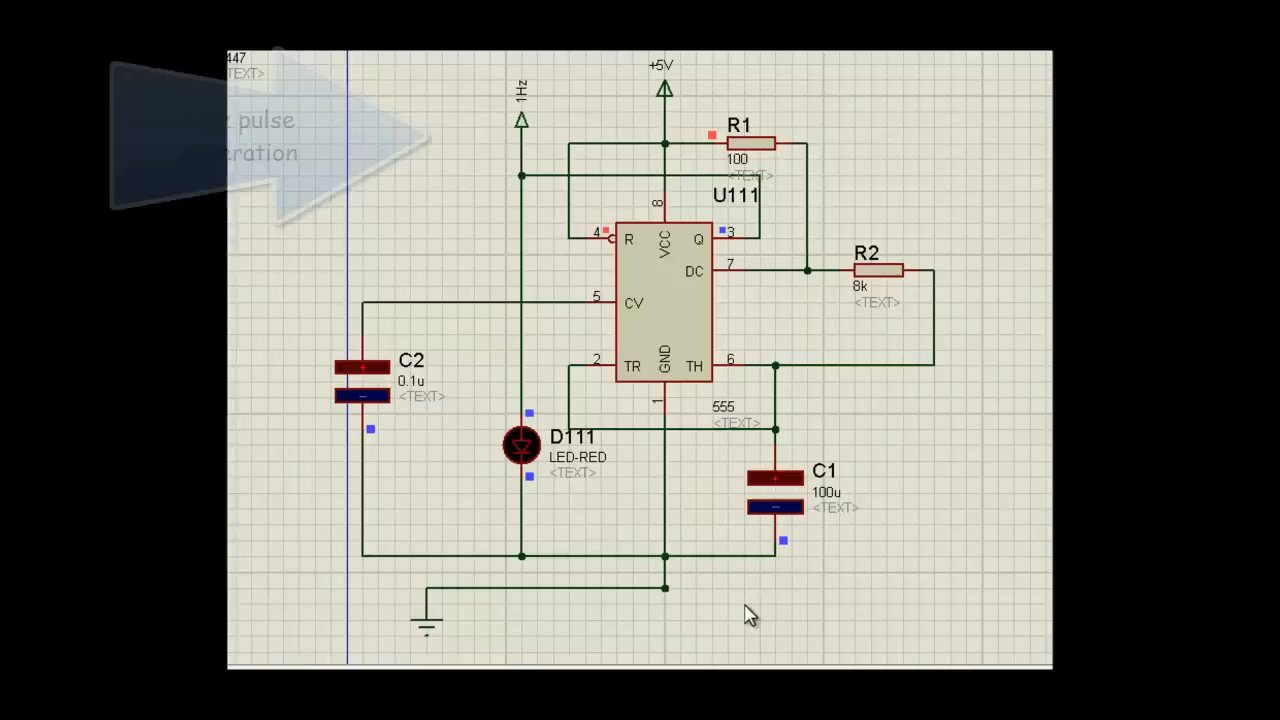 447
TEXT>
pulse
1Hz
+5V
R1
100
<TEXT>
U111
8
4
R
VCC
Q
3
DC
7
R2
8k
<TEXT>
5
CV
2
TR
GND
TH
6
1
C2
0.1u
<TEXT>
555
<TEXT>
D111
LED-RED
<TEXT>
C1
100u
<TEXT>